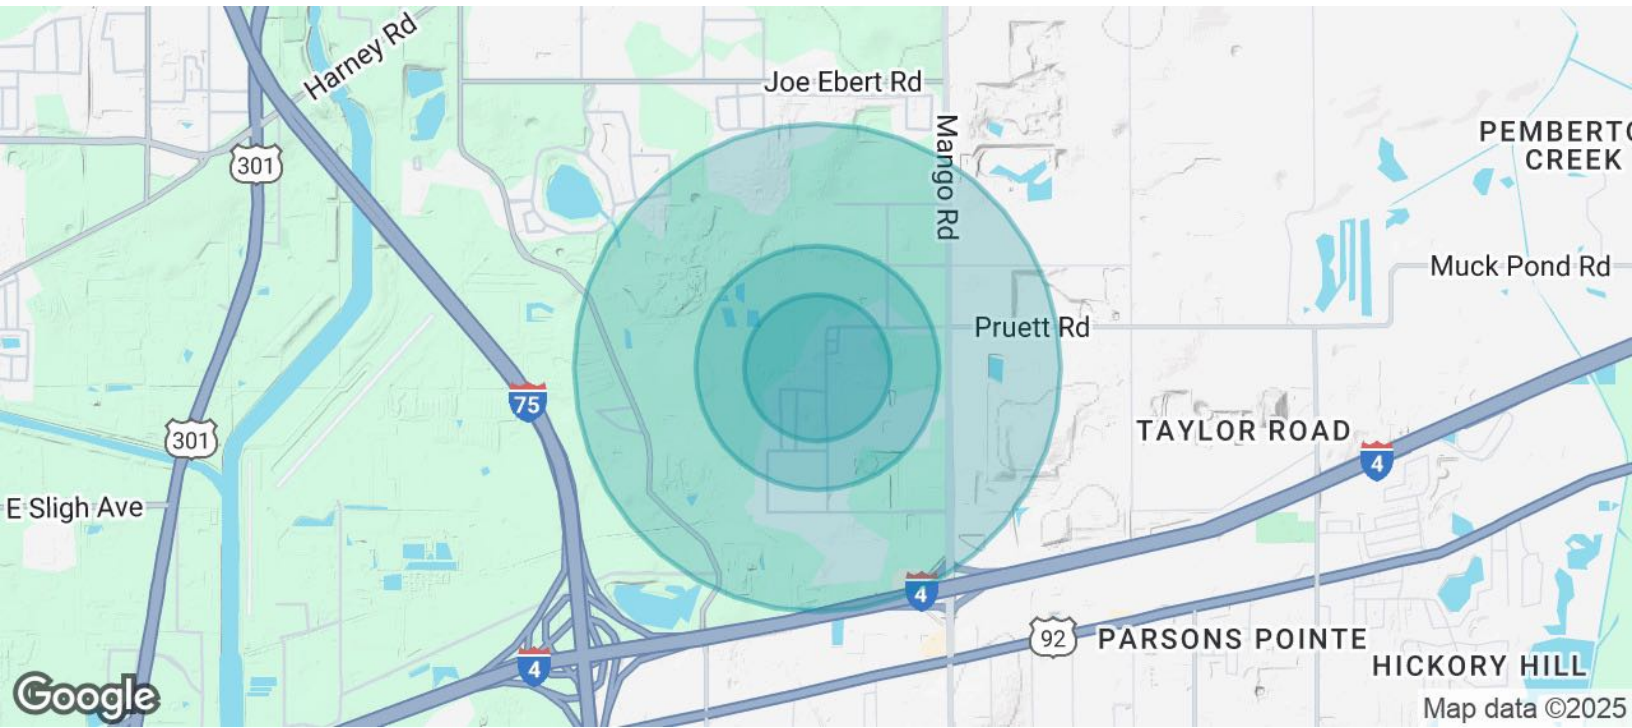 Harney Rd
Joe Ebert Rd
Mango Rd
301
PEMBERTO
CREEK
Muck Pond Rd
Pruett Rd
75
301
TAYLOR ROAD
4
E Sligh Ave
4
92
PARSONS POINTE
4
HICKORY HILL
Google
Map data ©2025